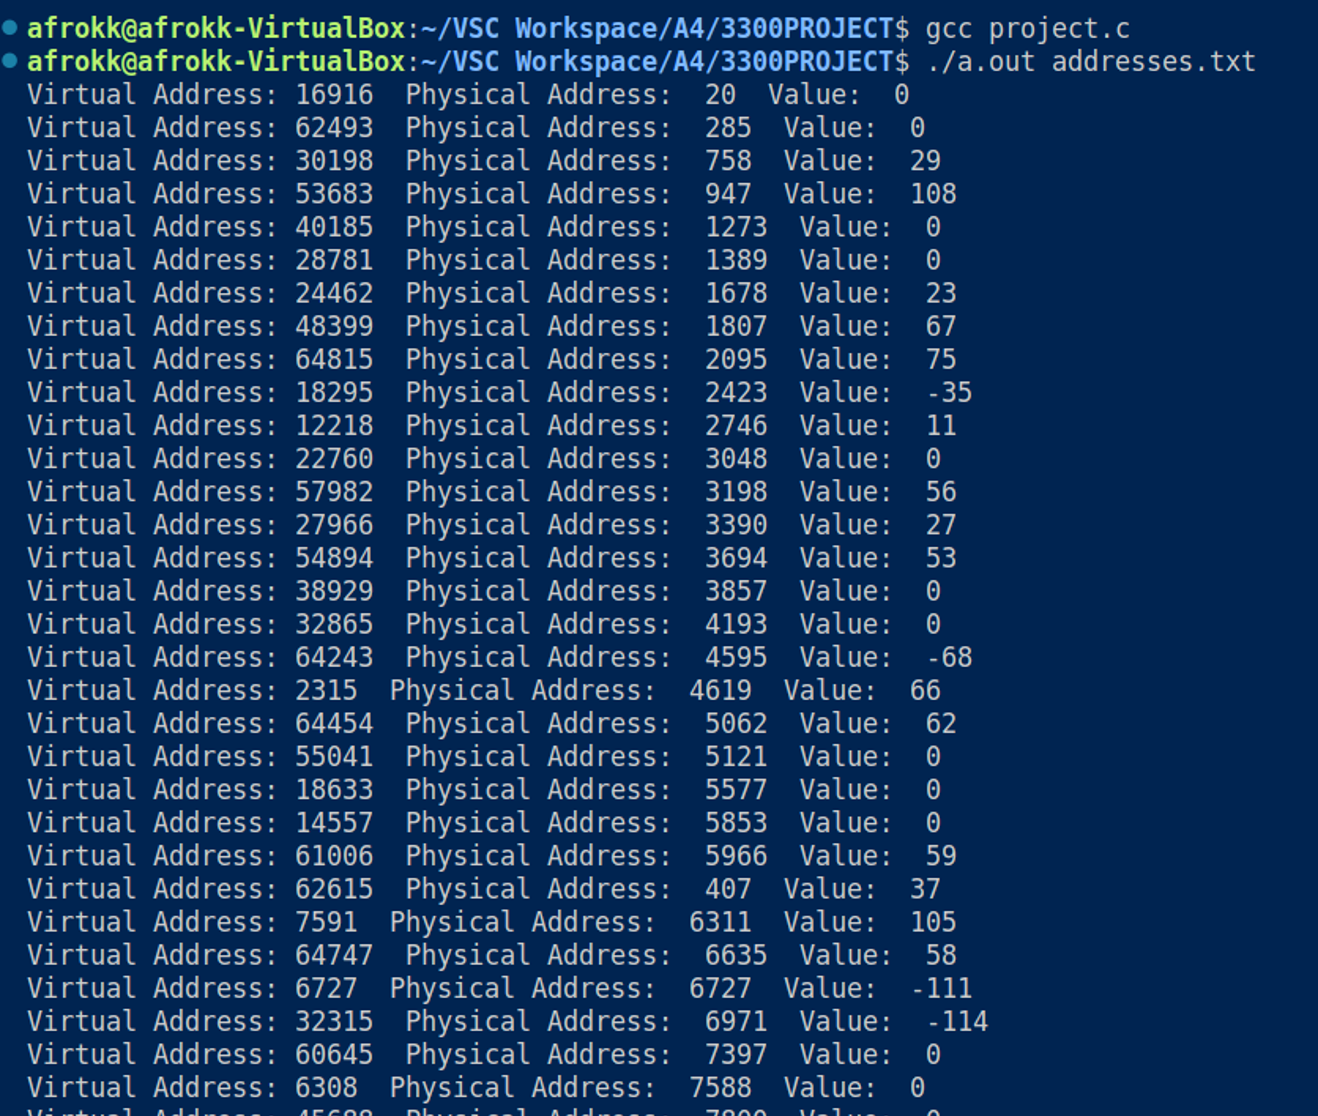 afrokk@afrokk-VirtualBox:~/VSC Workspace/A4/3300PROJECT$ gcc project.c
afrokk@afrokk-VirtualBox:~/VSC Workspace/A4/3300PROJECT$ ./a.out addresses.txt
Virtual Address: 16916  Physical Address:  20  Value:  0
Virtual Address: 62493  Physical Address:  285  Value:  0
Virtual Address: 30198  Physical Address:  758  Value:  29
Virtual Address: 53683  Physical Address:  947  Value:  108
Virtual Address: 40185  Physical Address:  1273  Value:  0
Virtual Address: 28781  Physical Address:  1389  Value:  0
Virtual Address: 24462  Physical Address:  1678  Value:  23
Virtual Address: 48399  Physical Address:  1807  Value:  67
Virtual Address: 64815  Physical Address:  2095  Value:  75
Virtual Address: 18295  Physical Address:  2423  Value:  -35
Virtual Address: 12218  Physical Address:  2746  Value:  11
Virtual Address: 22760  Physical Address:  3048  Value:  0
Virtual Address: 57982  Physical Address:  3198  Value:  56
Virtual Address: 27966  Physical Address:  3390  Value:  27
Virtual Address: 54894  Physical Address:  3694  Value:  53
Virtual Address: 38929  Physical Address:  3857  Value:  0
Virtual Address: 32865  Physical Address:  4193  Value:  0
Virtual Address: 64243  Physical Address:  4595  Value:  -68
Virtual Address: 2315  Physical Address:  4619  Value:  66
Virtual Address: 64454  Physical Address:  5062  Value:  62
Virtual Address: 55041  Physical Address:  5121  Value:  0
Virtual Address: 18633  Physical Address:  5577  Value:  0
Virtual Address: 14557  Physical Address:  5853  Value:  0
Virtual Address: 61006  Physical Address:  5966  Value:  59
Virtual Address: 62615  Physical Address:  407  Value:  37
Virtual Address: 7591  Physical Address:  6311  Value:  105
Virtual Address: 64747  Physical Address:  6635  Value:  58
Virtual Address: 6727  Physical Address:  6727  Value:  -111
Virtual Address: 32315  Physical Address:  6971  Value:  -114
Virtual Address: 60645  Physical Address:  7397  Value:  0
Virtual Address: 6308  Physical Address:  7588  Value:  0
Virtual Address: Physical Address: Value: